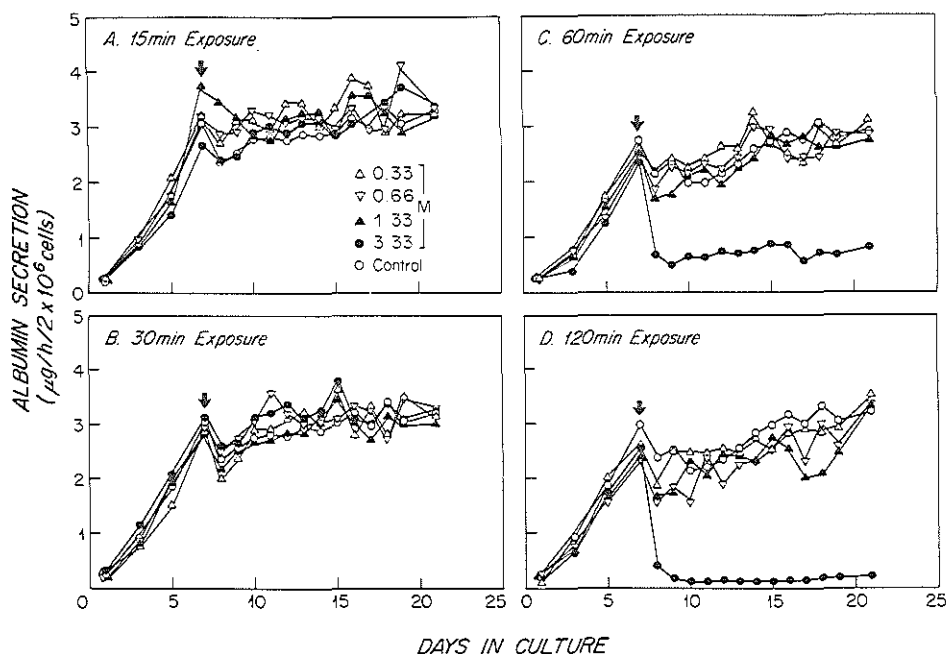 A. 15min Exposure
0.33
0.66
M
1.33
3.33
Control
C. 60min Exposure
B. 30min Exposure
D. 120min Exposure
5
4
3
2
1
0
5
4
3
2
1
0 5 10 15 20 25
0 5 10 15 20 25
ALBUMIN SECRETION
(µg/h/2 x 10⁶ cells)
DAYS IN CULTURE